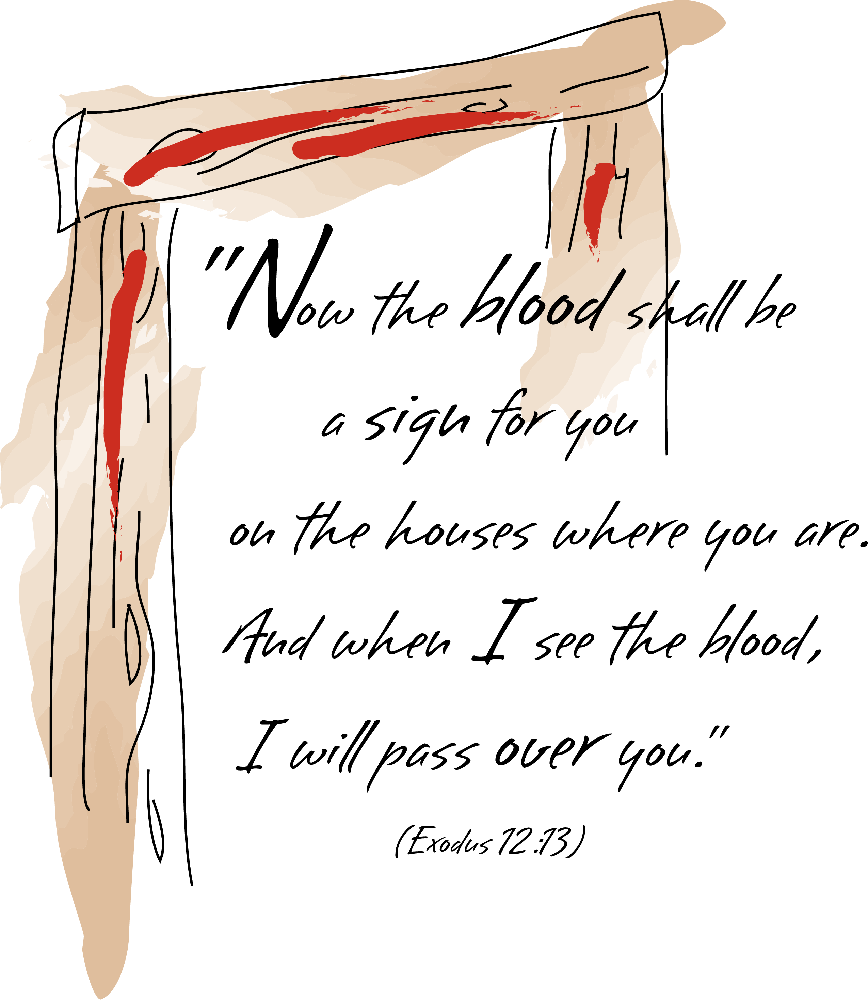 "Now the blood shall be
a sign for you
on the houses where you are.
And when I see the blood,
I will pass over you."
(Exodus 12:13)